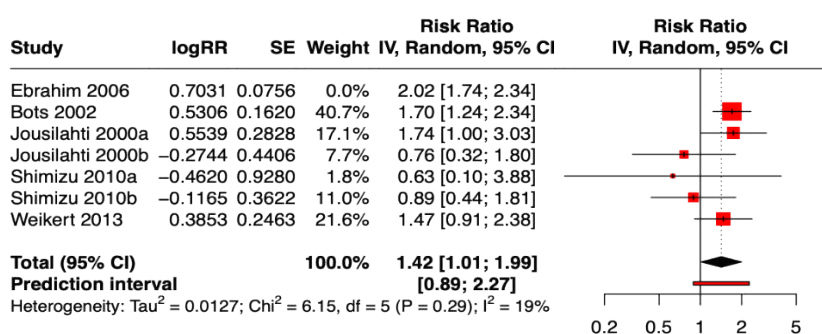 Risk Ratio Risk Ratio
Study logRR SE Weight IV, Random, 95% CI IV, Random, 95% CI
Ebrahim 2006 0.7031 0.0756 0.0% 2.02 [1.74; 2.34]
Bots 2002 0.5306 0.1620 40.7% 1.70 [1.24; 2.34]
Jousilahti 2000a 0.5539 0.2828 17.1% 1.74 [1.00; 3.03]
Jousilahti 2000b −0.2744 0.4406 7.7% 0.76 [0.32; 1.80]
Shimizu 2010a −0.4620 0.9280 1.8% 0.63 [0.10; 3.88]
Shimizu 2010b −0.1165 0.3622 11.0% 0.89 [0.44; 1.81]
Weikert 2013 0.3853 0.2463 21.6% 1.47 [0.91; 2.38]
Total (95% CI) 100.0% 1.42 [1.01; 1.99]
Prediction interval [0.89; 2.27]
Heterogeneity: Tau² = 0.0127; Chi² = 6.15, df = 5 (P = 0.29); I² = 19%
0.2 0.5 1 2 5